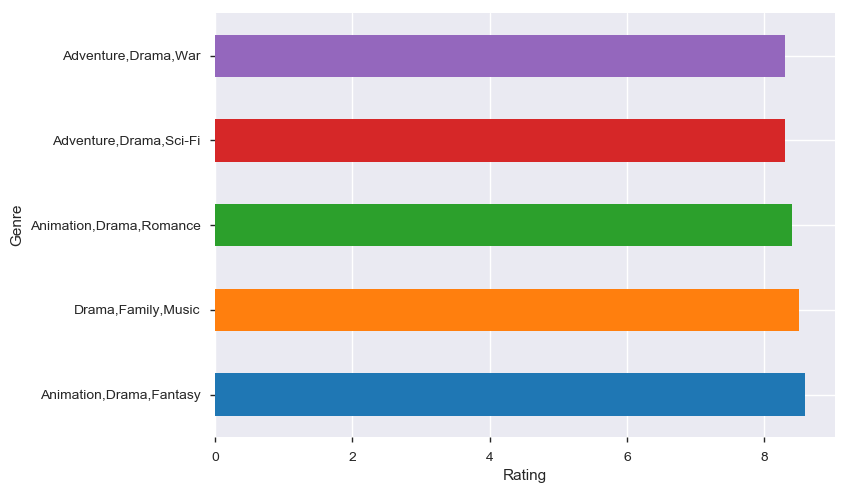 Adventure,Drama,War
Adventure,Drama,Sci-Fi
Animation,Drama,Romance
Genre
Drama,Family,Music
Animation,Drama,Fantasy
0 2 4 6 8
Rating